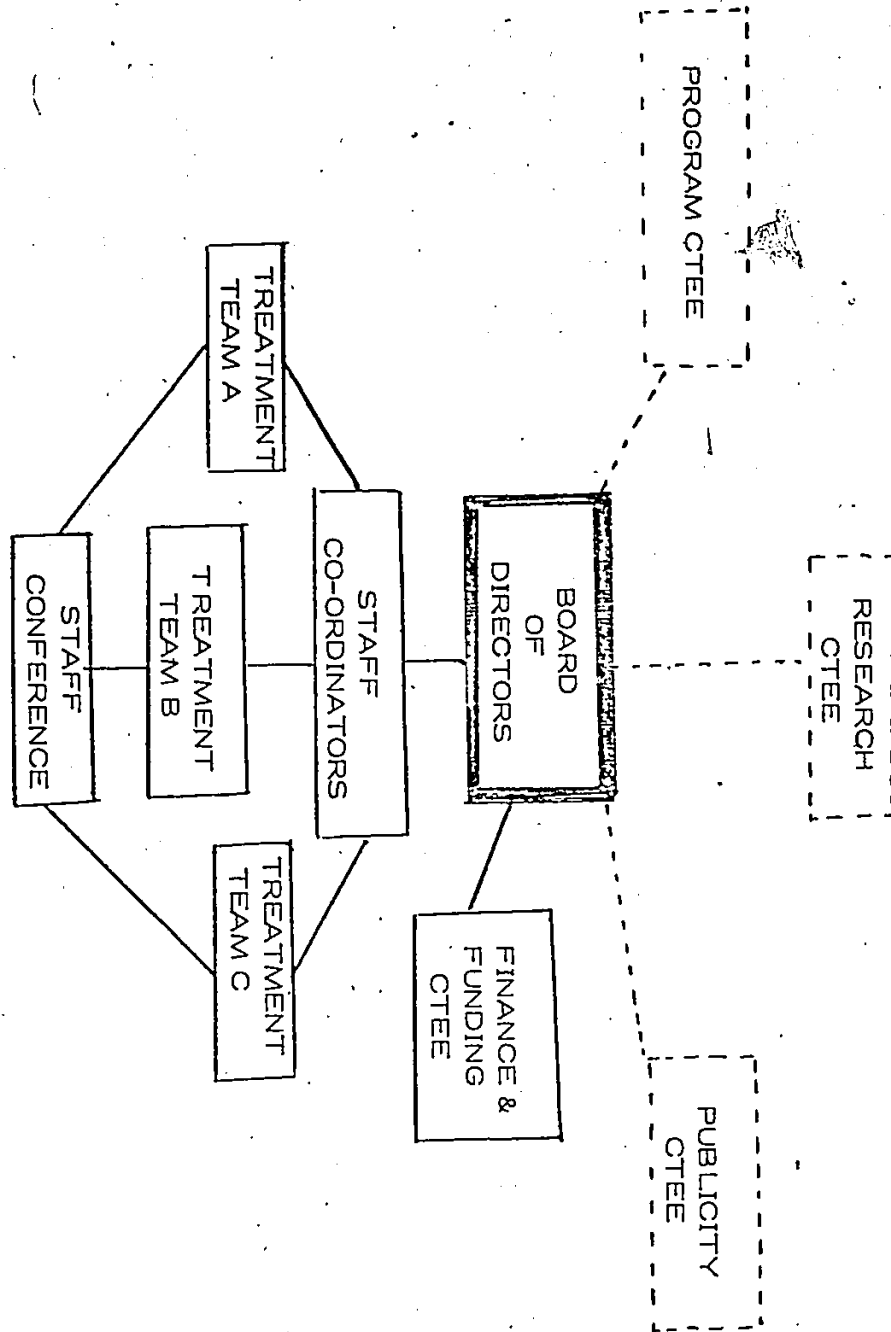 RESEARCH
CTEE
PROGRAM CTEE
PUBLICITY
CTEE
BOARD
OF
DIRECTORS
FINANCE &
FUNDING
CTEE
STAFF
CO-ORDINATORS
TREATMENT
TEAM A
TREATMENT
TEAM B
TREATMENT
TEAM C
STAFF
CONFERENCE